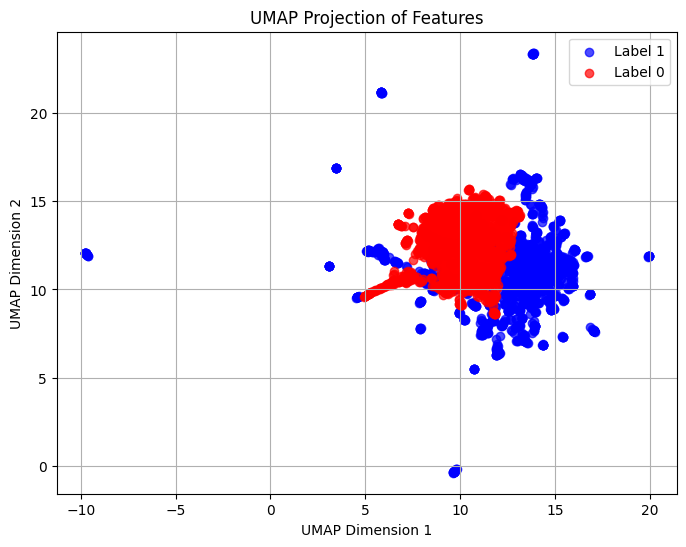 UMAP Projection of Features
Label 1
Label 0
UMAP Dimension 2
20
15
10
5
0
−10
−5
0
5
10
15
20
UMAP Dimension 1